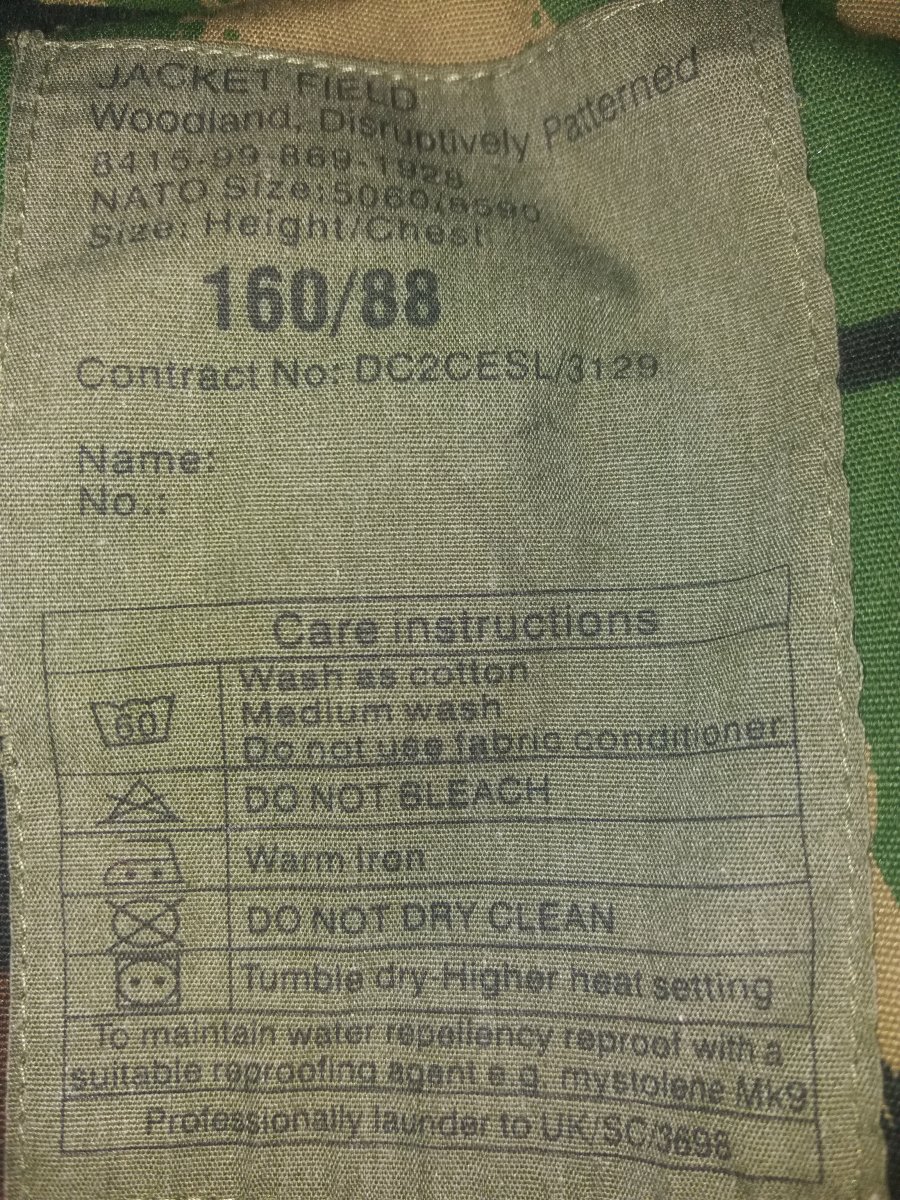 JACKET FIELD
Woodland, Disruptively Patterned
8415-99-869-1928
NATO Size:
Size: Height/Chest:
160/88
Contract No: DC2CESL/3129
Name:
No.:
Care instructions
60
Wash as cotton
Medium wash
Do not use fabric conditioner
DO NOT BLEACH
Warm Iron
DO NOT DRY CLEAN
Tumble dry-Higher heat setting
To maintain water repellency reproof with a
suitable reproofing agent e.g. mystolene Mk9
Professionally launder to UK/SC/3698